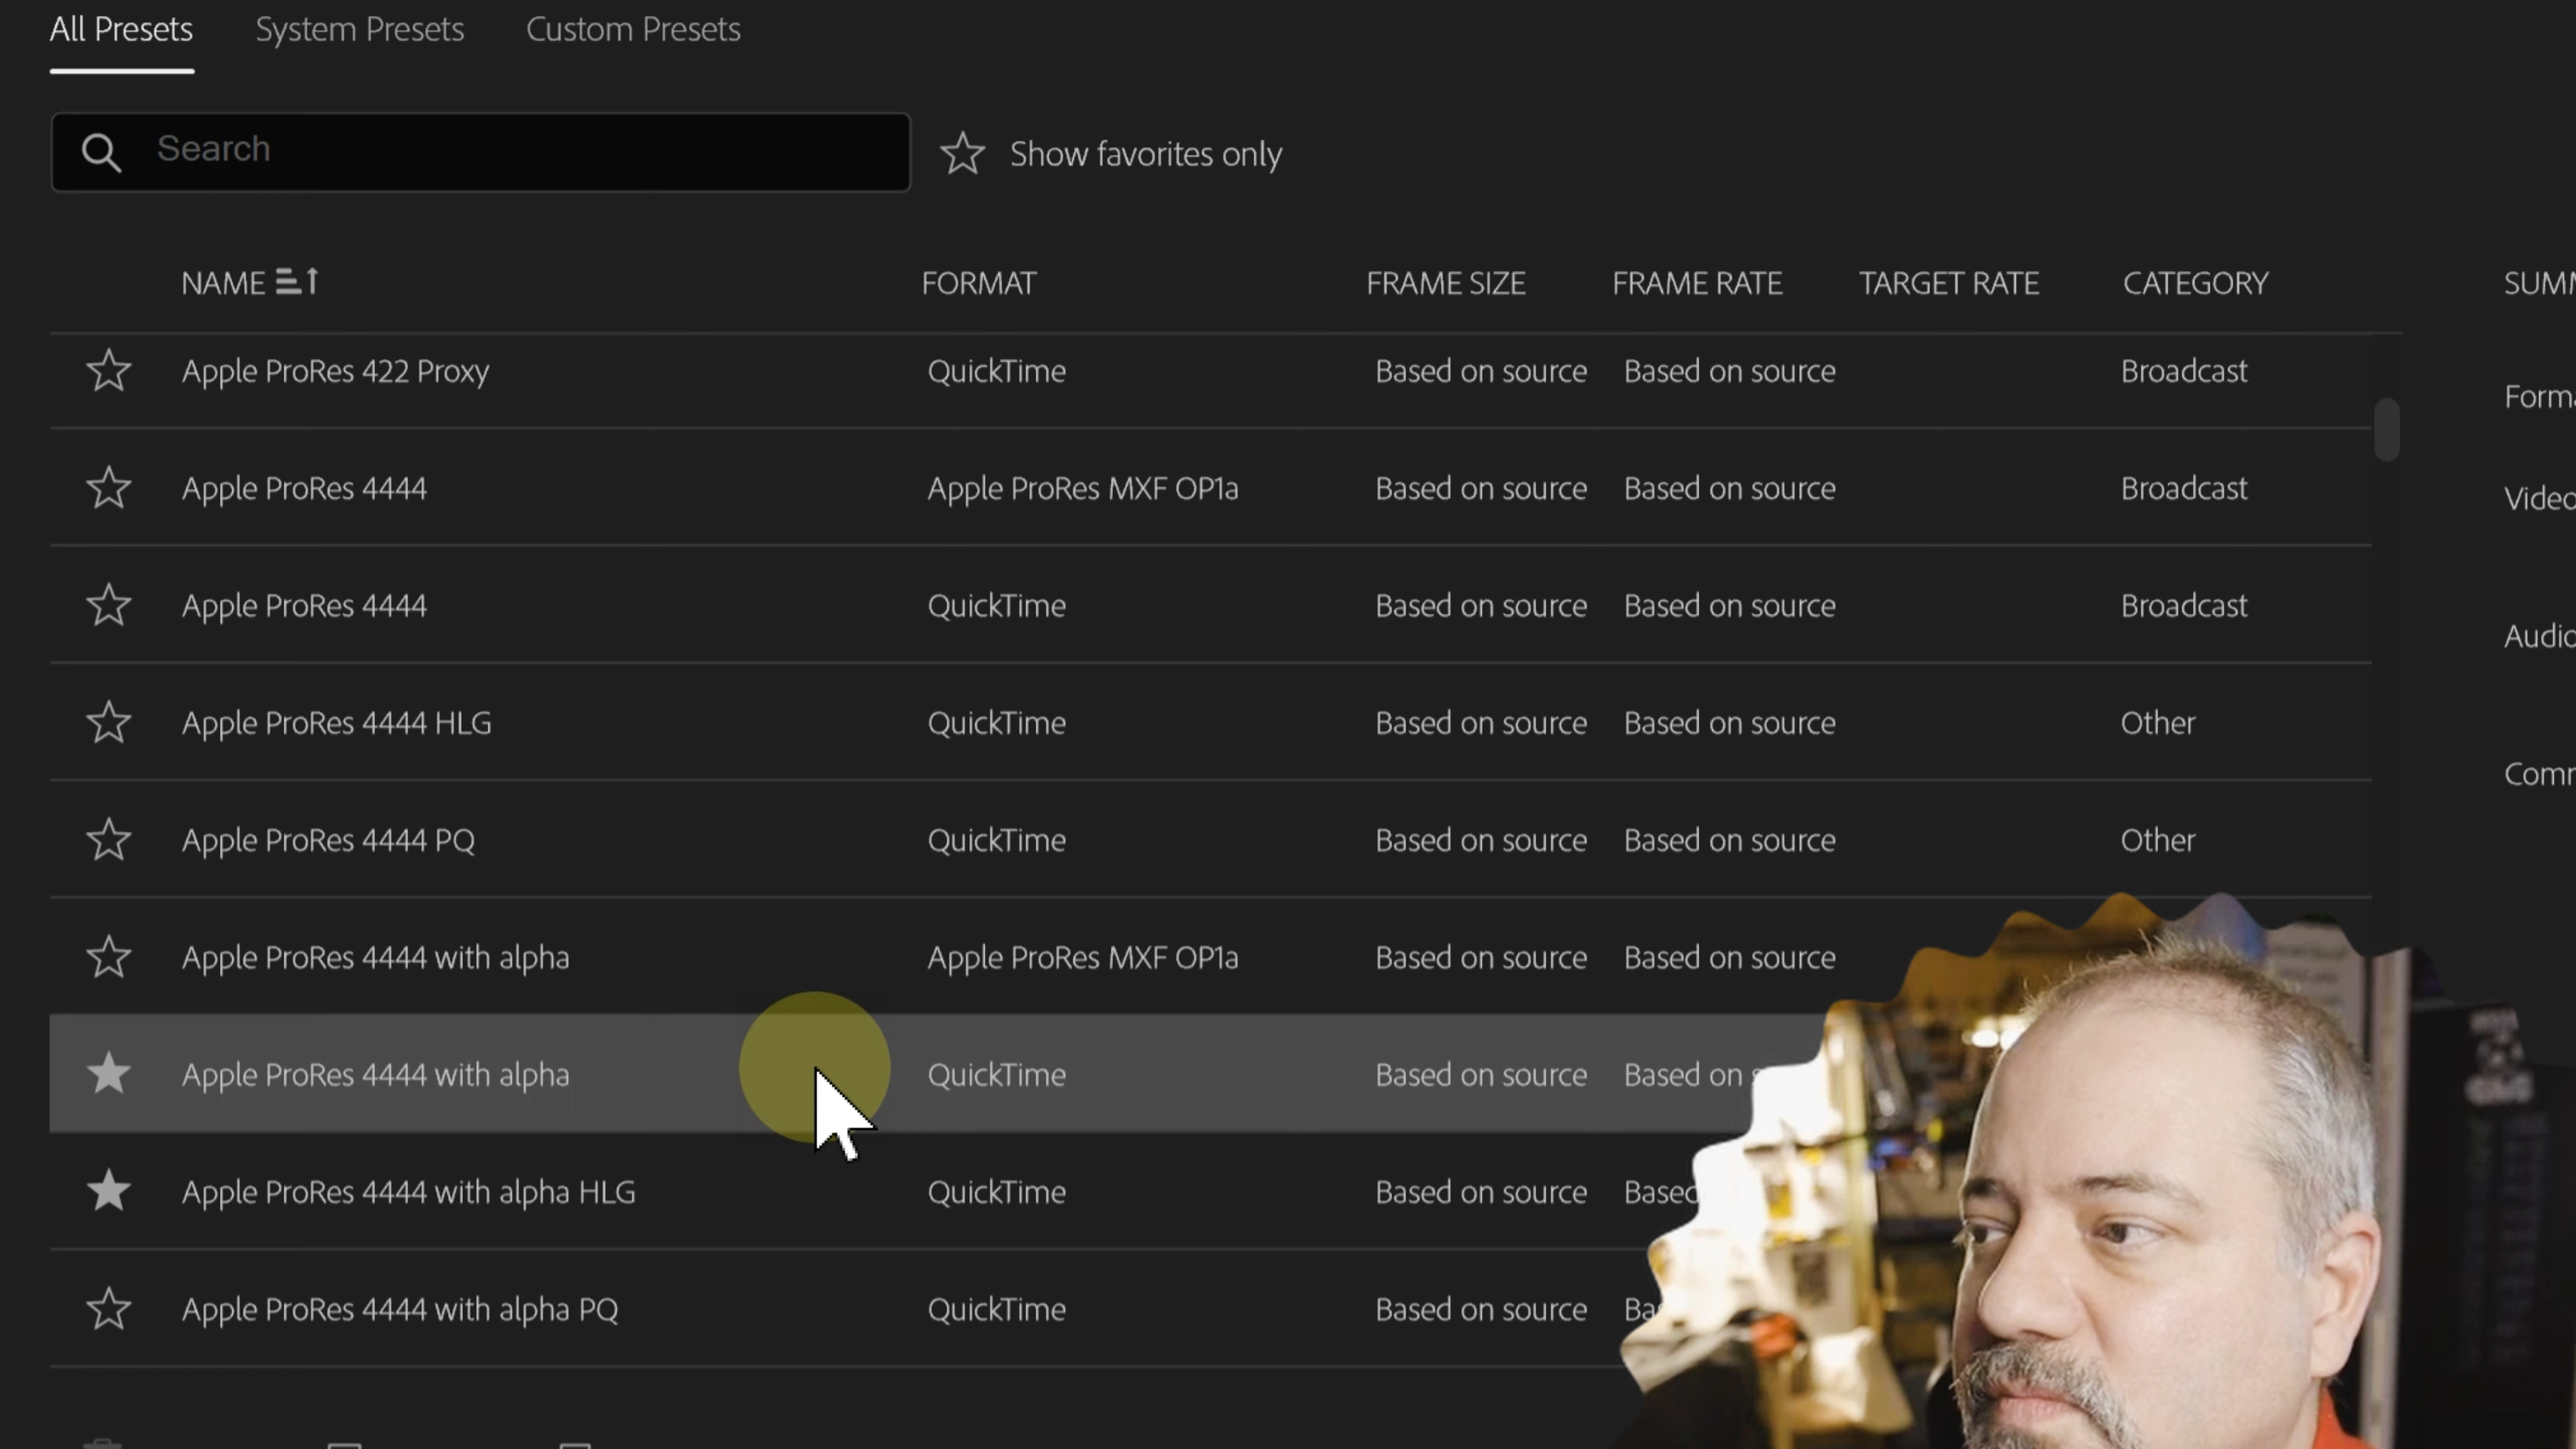 All Presets System Presets Custom Presets
Search Show favorites only
NAME FORMAT FRAME SIZE FRAME RATE TARGET RATE CATEGORY
Apple ProRes 422 Proxy QuickTime Based on source Based on source Broadcast
Apple ProRes 4444 Apple ProRes MXF OP1a Based on source Based on source Broadcast
Apple ProRes 4444 QuickTime Based on source Based on source Broadcast
Apple ProRes 4444 HLG QuickTime Based on source Based on source Other
Apple ProRes 4444 PQ QuickTime Based on source Based on source Other
Apple ProRes 4444 with alpha Apple ProRes MXF OP1a Based on source Based on source
Apple ProRes 4444 with alpha QuickTime Based on source Based on
Apple ProRes 4444 with alpha HLG QuickTime Based on source Based
Apple ProRes 4444 with alpha PQ QuickTime Based on source